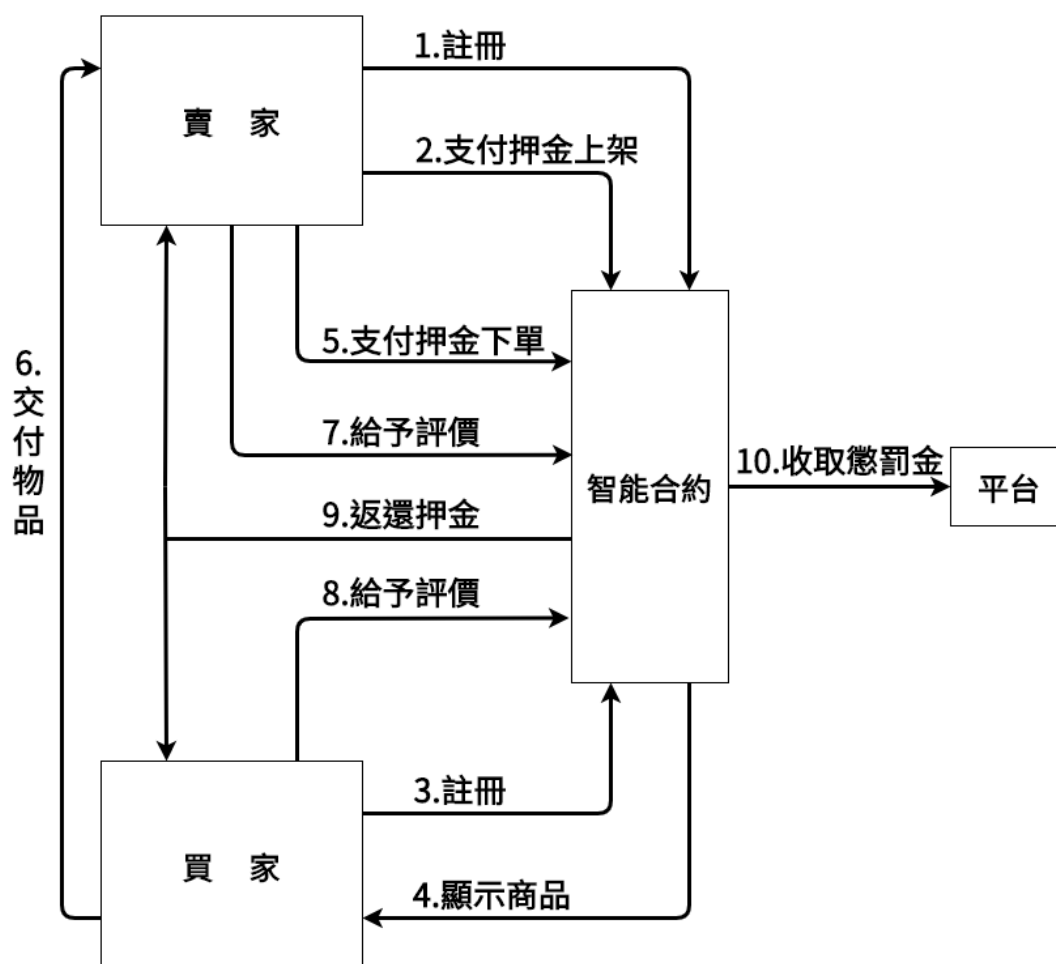 1.註冊
賣 家
2.支付押金上架
5.支付押金下單
6.
交
付
物
品
7.給予評價
10.收取懲罰金
智能合約
平台
9.返還押金
8.給予評價
3.註冊
買 家
4.顯示商品